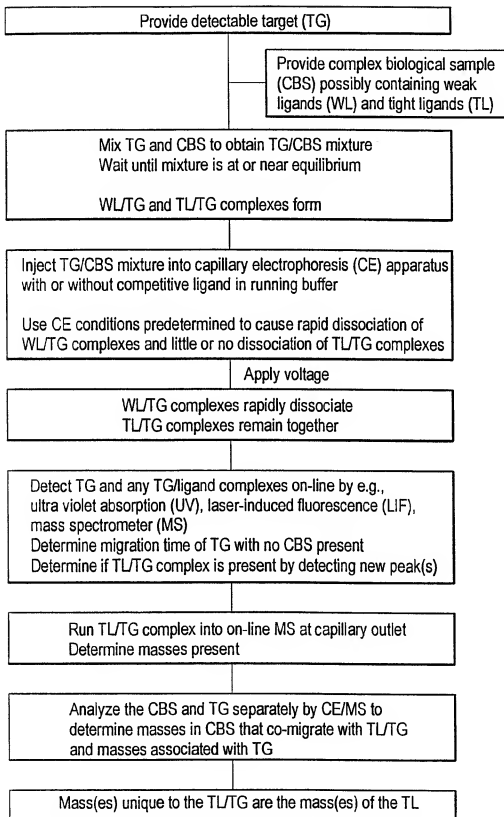 Provide detectable target (TG)
Provide complex biological sample
(CBS) possibly containing weak
ligands (WL) and tight ligands (TL)
Mix TG and CBS to obtain TG/CBS mixture
Wait until mixture is at or near equilibrium
WL/TG and TL/TG complexes form
Inject TG/CBS mixture into capillary electrophoresis (CE) apparatus
with or without competitive ligand in running buffer
Use CE conditions predetermined to cause rapid dissociation of
WL/TG complexes and little or no dissociation of TL/TG complexes
Apply voltage
WL/TG complexes rapidly dissociate
TL/TG complexes remain together
Detect TG and any TG/ligand complexes on-line by e.g.,
ultra violet absorption (UV), laser-induced fluorescence (LIF),
mass spectrometer (MS)
Determine migration time of TG with no CBS present
Determine if TL/TG complex is present by detecting new peak(s)
Run TL/TG complex into on-line MS at capillary outlet
Determine masses present
Analyze the CBS and TG separately by CE/MS to
determine masses in CBS that co-migrate with TL/TG
and masses associated with TG
Mass(es) unique to the TL/TG are the mass(es) of the TL